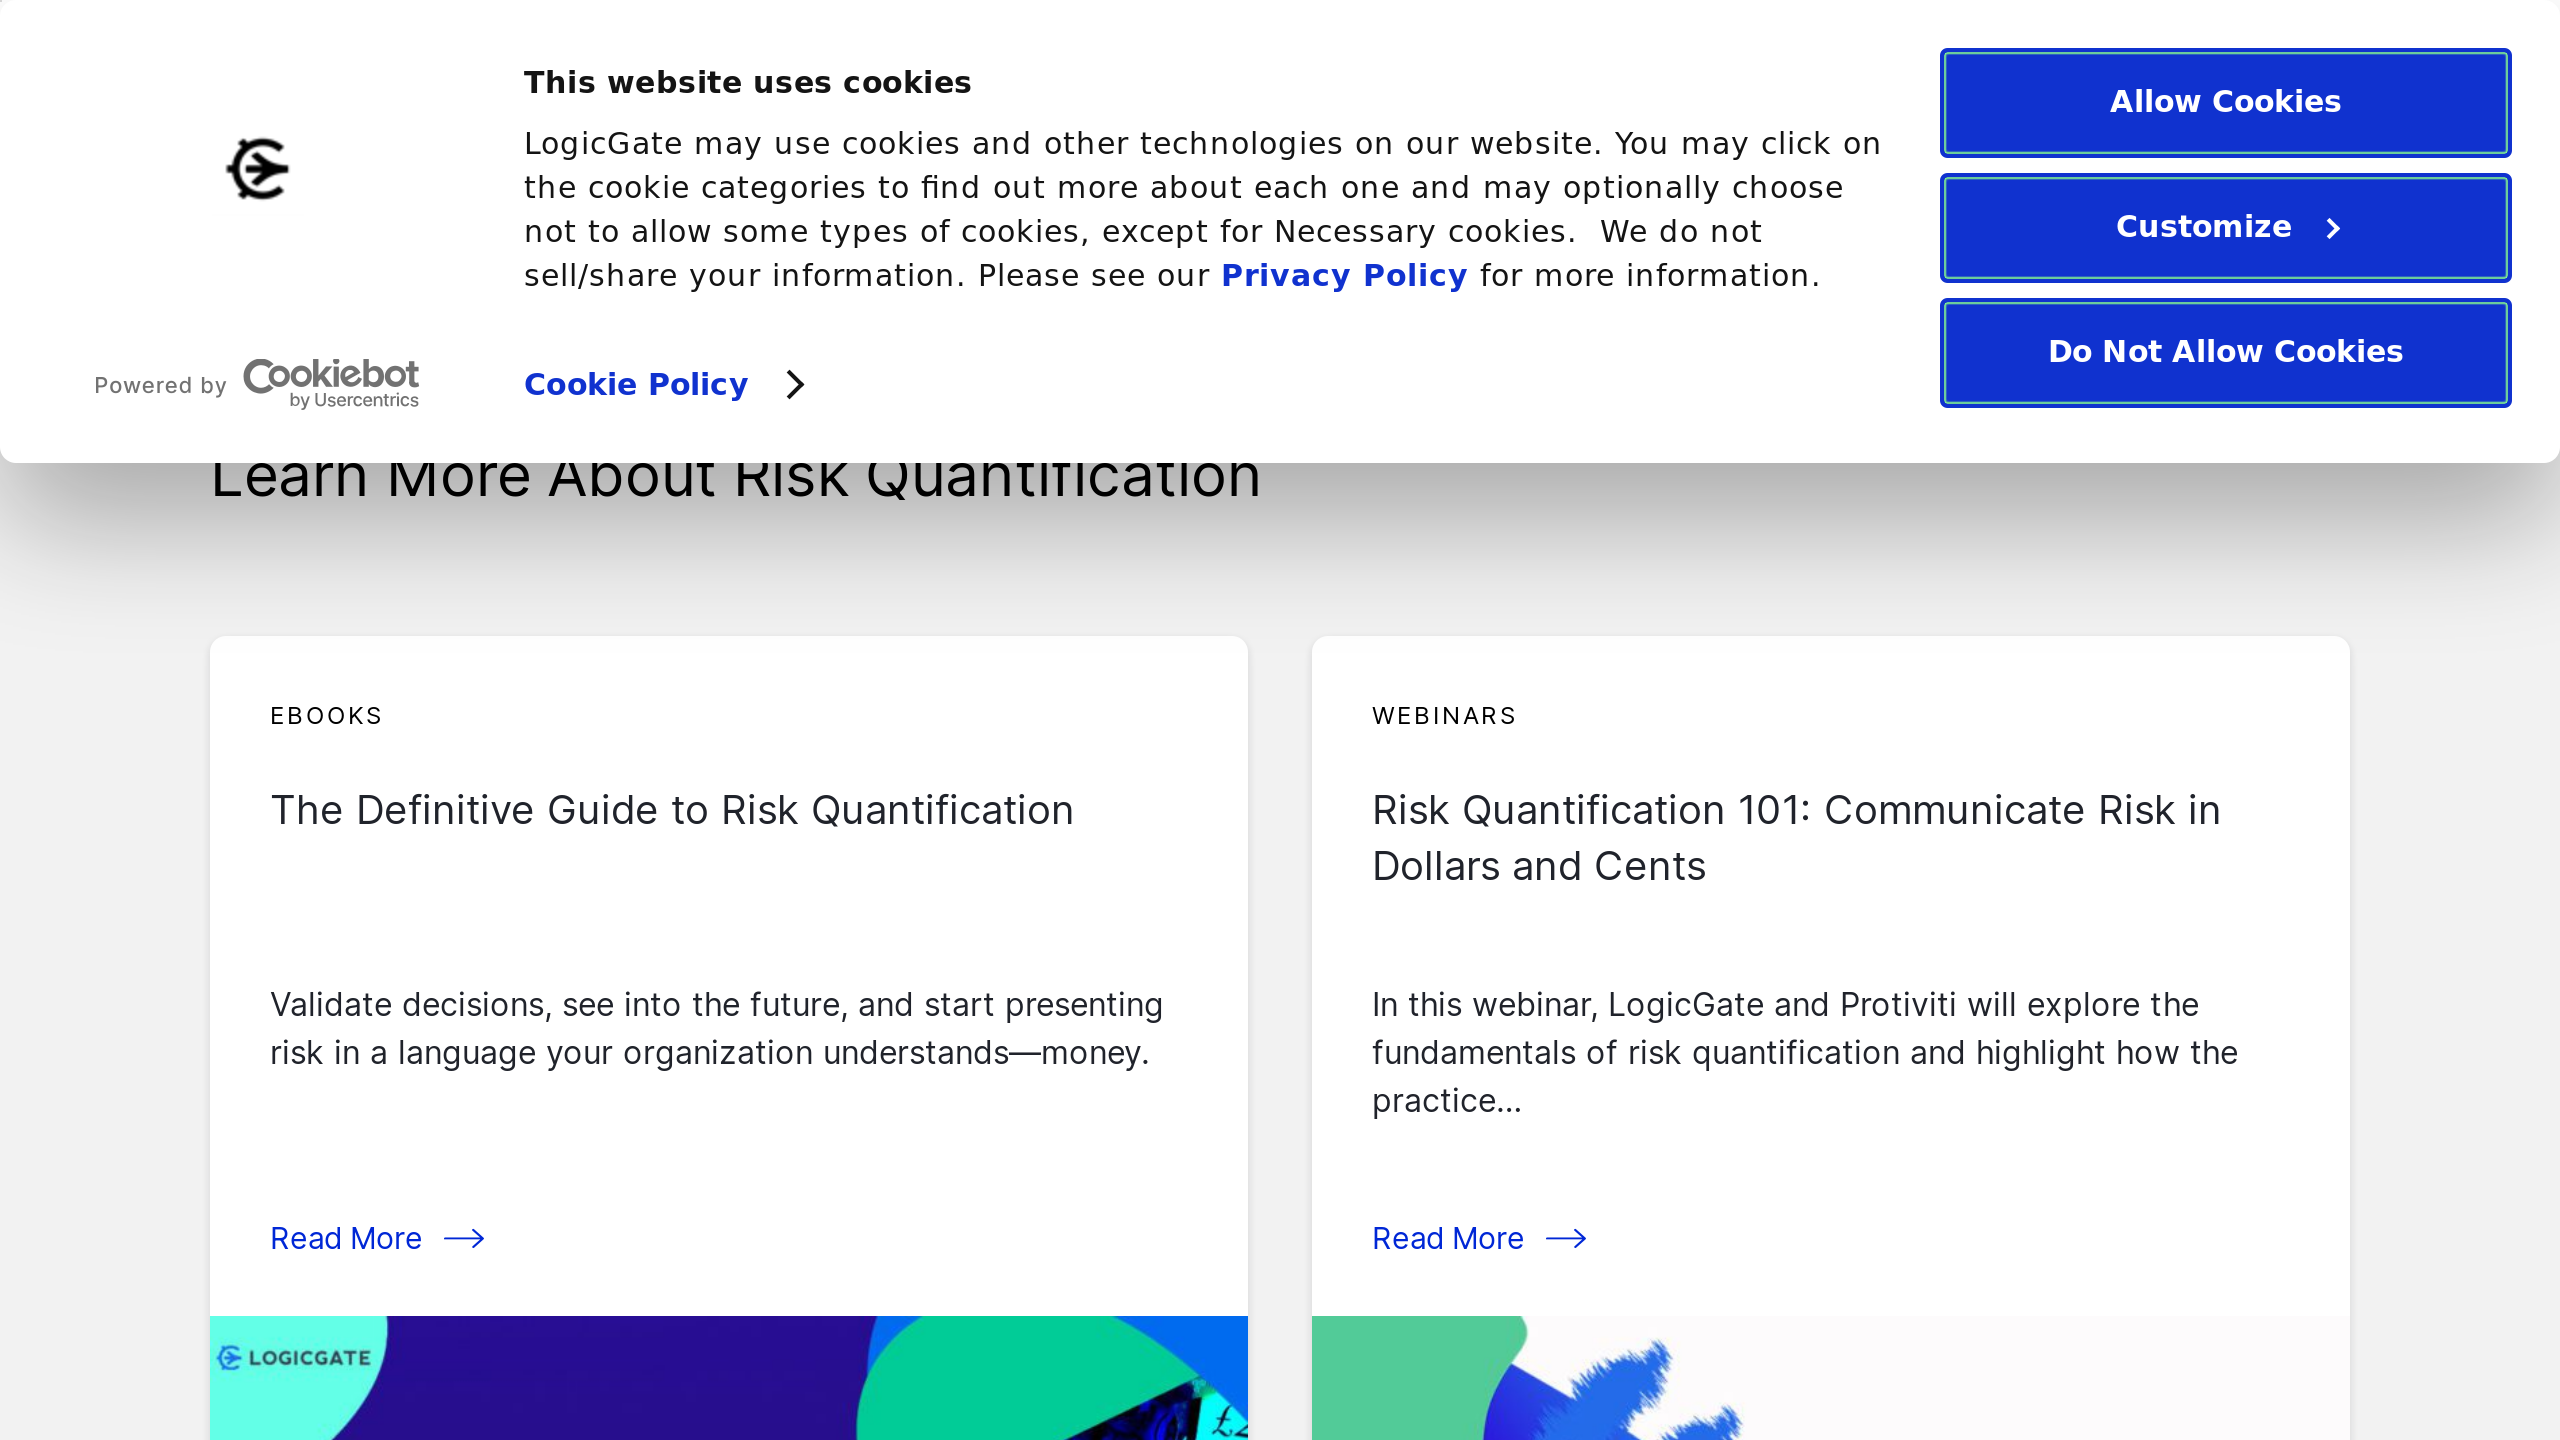 This website uses cookies
LogicGate may use cookies and other technologies on our website. You may click on
the cookie categories to find out more about each one and may optionally choose
not to allow some types of cookies, except for Necessary cookies.  We do not
sell/share your information. Please see our Privacy Policy for more information.
Powered by Cookiebot
by Usercentrics
Cookie Policy
Allow Cookies
Customize
Do Not Allow Cookies
Learn More About Risk Quantification
EBOOKS
The Definitive Guide to Risk Quantification
Validate decisions, see into the future, and start presenting
risk in a language your organization understands—money.
Read More
LOGICGATE
WEBINARS
Risk Quantification 101: Communicate Risk in
Dollars and Cents
In this webinar, LogicGate and Protiviti will explore the
fundamentals of risk quantification and highlight how the
practice...
Read More